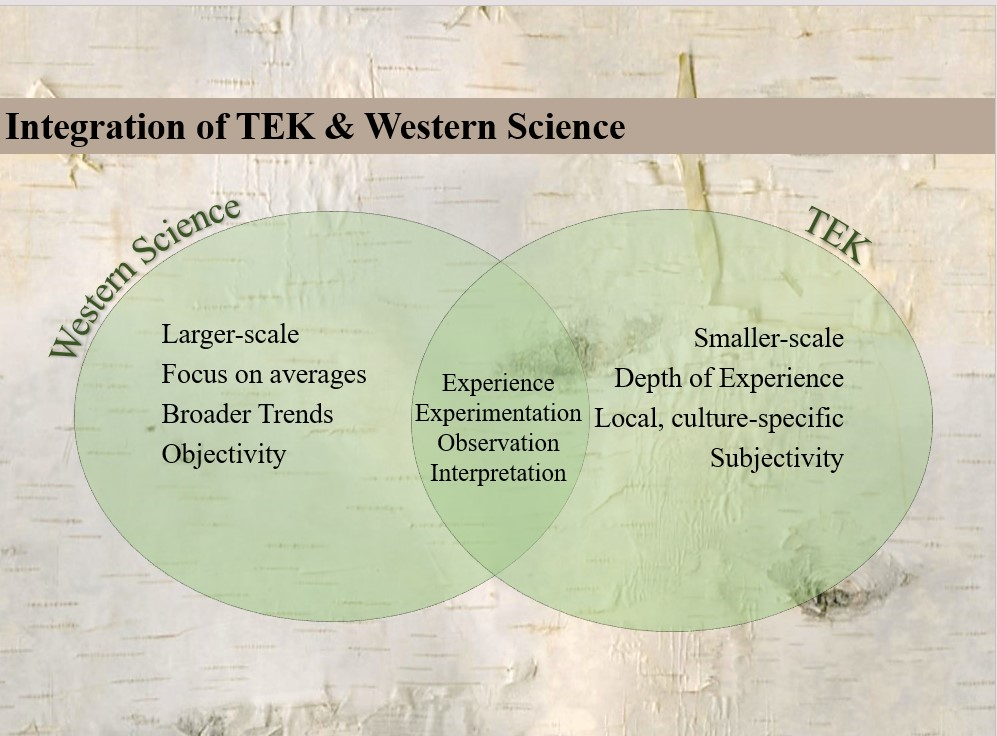 Integration of TEK & Western Science
Western Science
Larger-scale
Focus on averages
Broader Trends
Objectivity
Experience
Experimentation
Observation
Interpretation
TEK
Smaller-scale
Depth of Experience
Local, culture-specific
Subjectivity